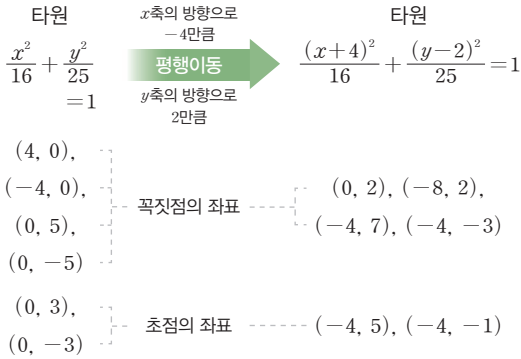 타원
x²/16 + y²/25
=1
x축의 방향으로
-4만큼
평행이동
y축의 방향으로
2만큼
타원
(x+4)²/16 + (y-2)²/25 = 1
(4, 0),
(-4, 0),
(0, 5),
(0, -5)
꼭짓점의 좌표
(0, 2), (-8, 2),
(-4, 7), (-4, -3)
(0, 3),
(0, -3)
초점의 좌표
(-4, 5), (-4, -1)